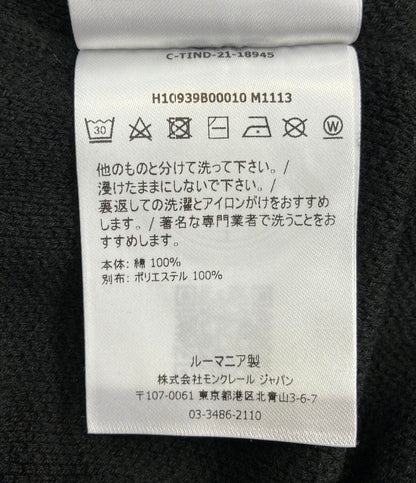 C-TIND-21-18945
H10939B00010 M1113
30 W
他のものと分けて洗って下さい。/
浸けたままにしないで下さい。/
裏返しての洗濯とアイロンがけをおすすめ
します。/ 著名な専門業者で洗うことをお
すすめします。
本体: 綿 100%
別布: ポリエステル 100%
ルーマニア製
株式会社モンクレール ジャパン
〒107-0061 東京都港区北青山3-6-7
03-3486-2110